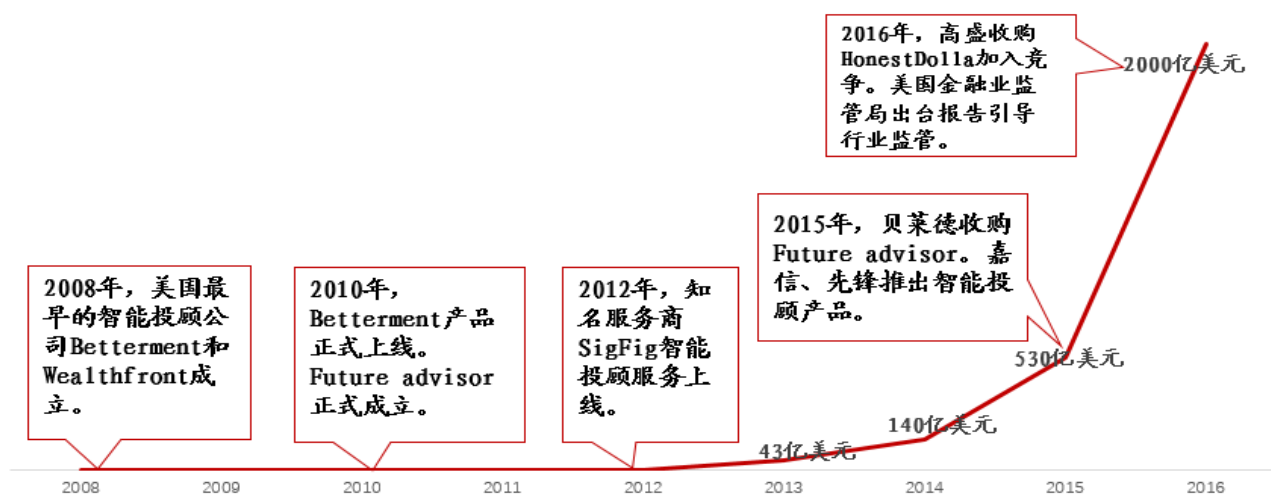 2016年，高盛收购
HonestDolla加入竞
争。美国金融业监
管局出台报告引导
行业监管。
2000亿美元
2015年，贝莱德收购
Future advisor。嘉
信、先锋推出智能投
顾产品。
530亿美元
2008年，美国最
早的智能投顾公
司Betterment和
Wealthfront成
立。
2010年，
Betterment产品
正式上线。
Future advisor
正式成立。
2012年，知
名服务商
SigFig智能
投顾服务上
线。
140亿美元
43亿美元
2008 2009 2010 2011 2012 2013 2014 2015 2016